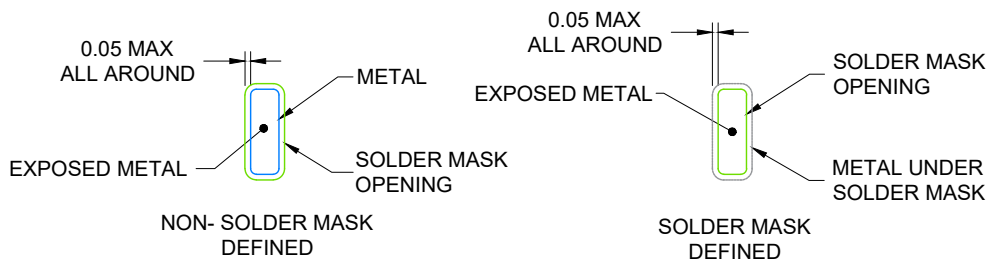 0.05 MAX
ALL AROUND
METAL
EXPOSED METAL
SOLDER MASK
OPENING
NON- SOLDER MASK
DEFINED
0.05 MAX
ALL AROUND
SOLDER MASK
OPENING
EXPOSED METAL
METAL UNDER
SOLDER MASK
SOLDER MASK
DEFINED